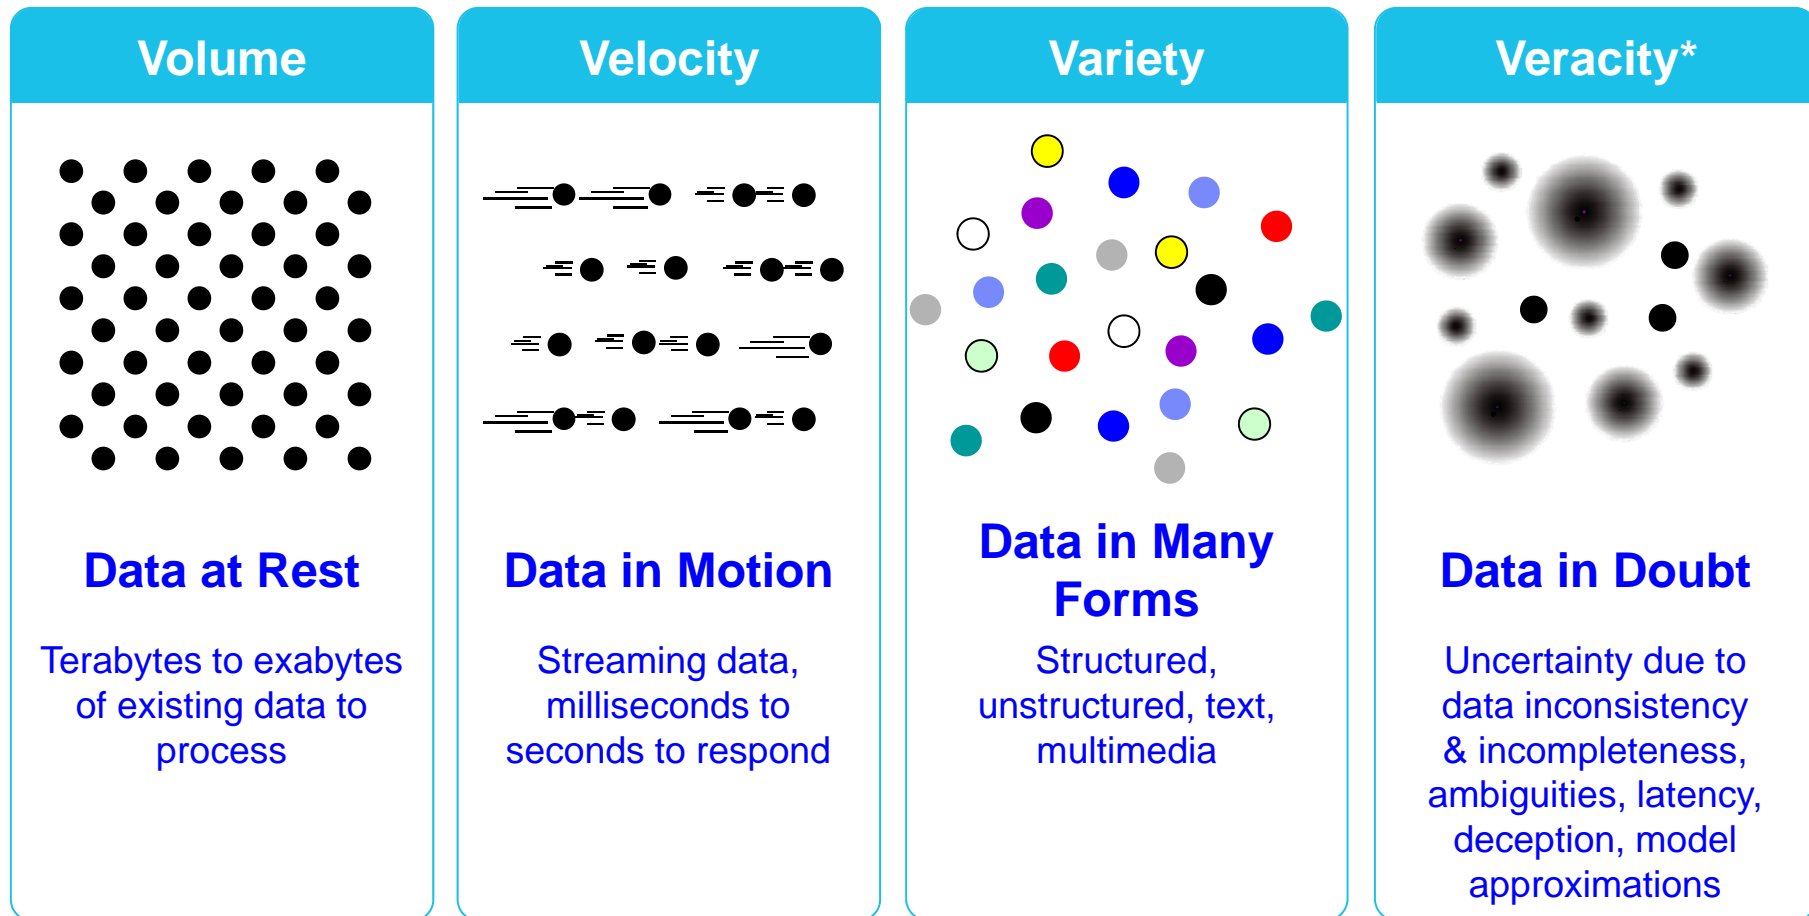 Volume
Data at Rest
Terabytes to exabytes
of existing data to
process
Velocity
Data in Motion
Streaming data,
milliseconds to
seconds to respond
Variety
Data in Many
Forms
Structured,
unstructured, text,
multimedia
Veracity*
Data in Doubt
Uncertainty due to
data inconsistency
& incompleteness,
ambiguities, latency,
deception, model
approximations